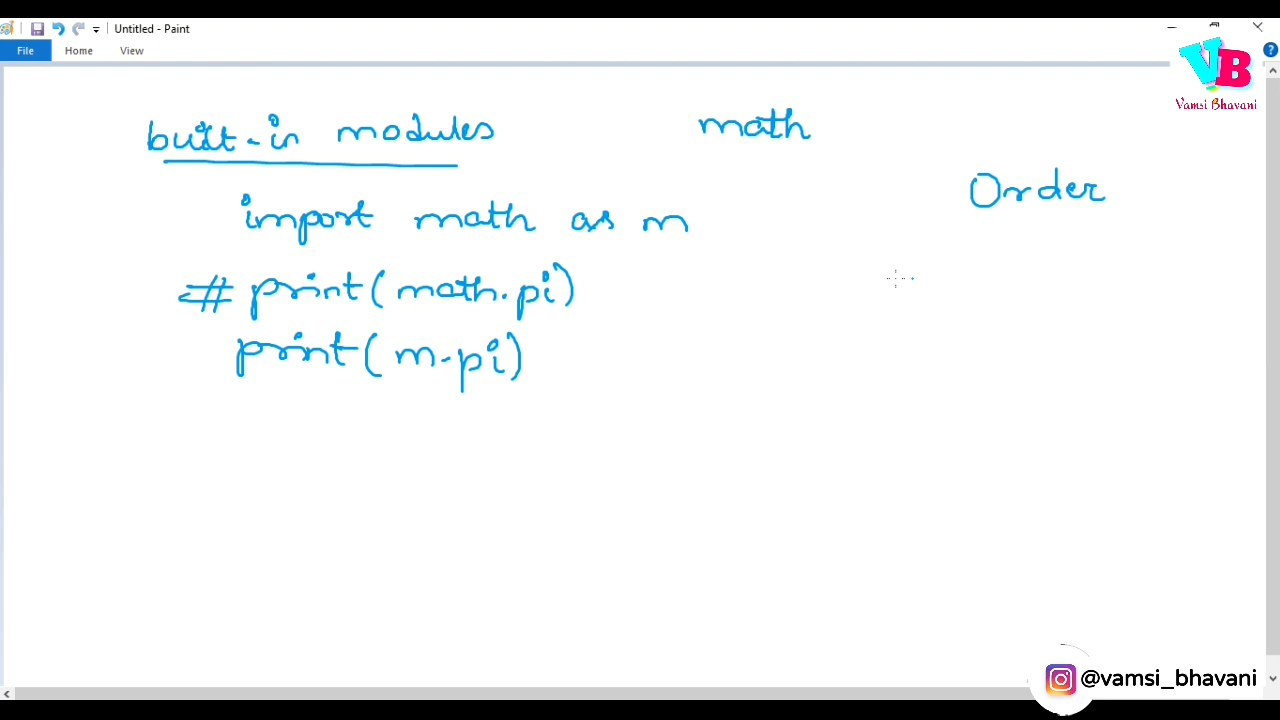 Untitled - Paint
File Home View
VB
Vamsi Bhavani
built-in modules math
Order
import math as m
# print(math.pi)
print(m.pi)
@vamsi_bhavani